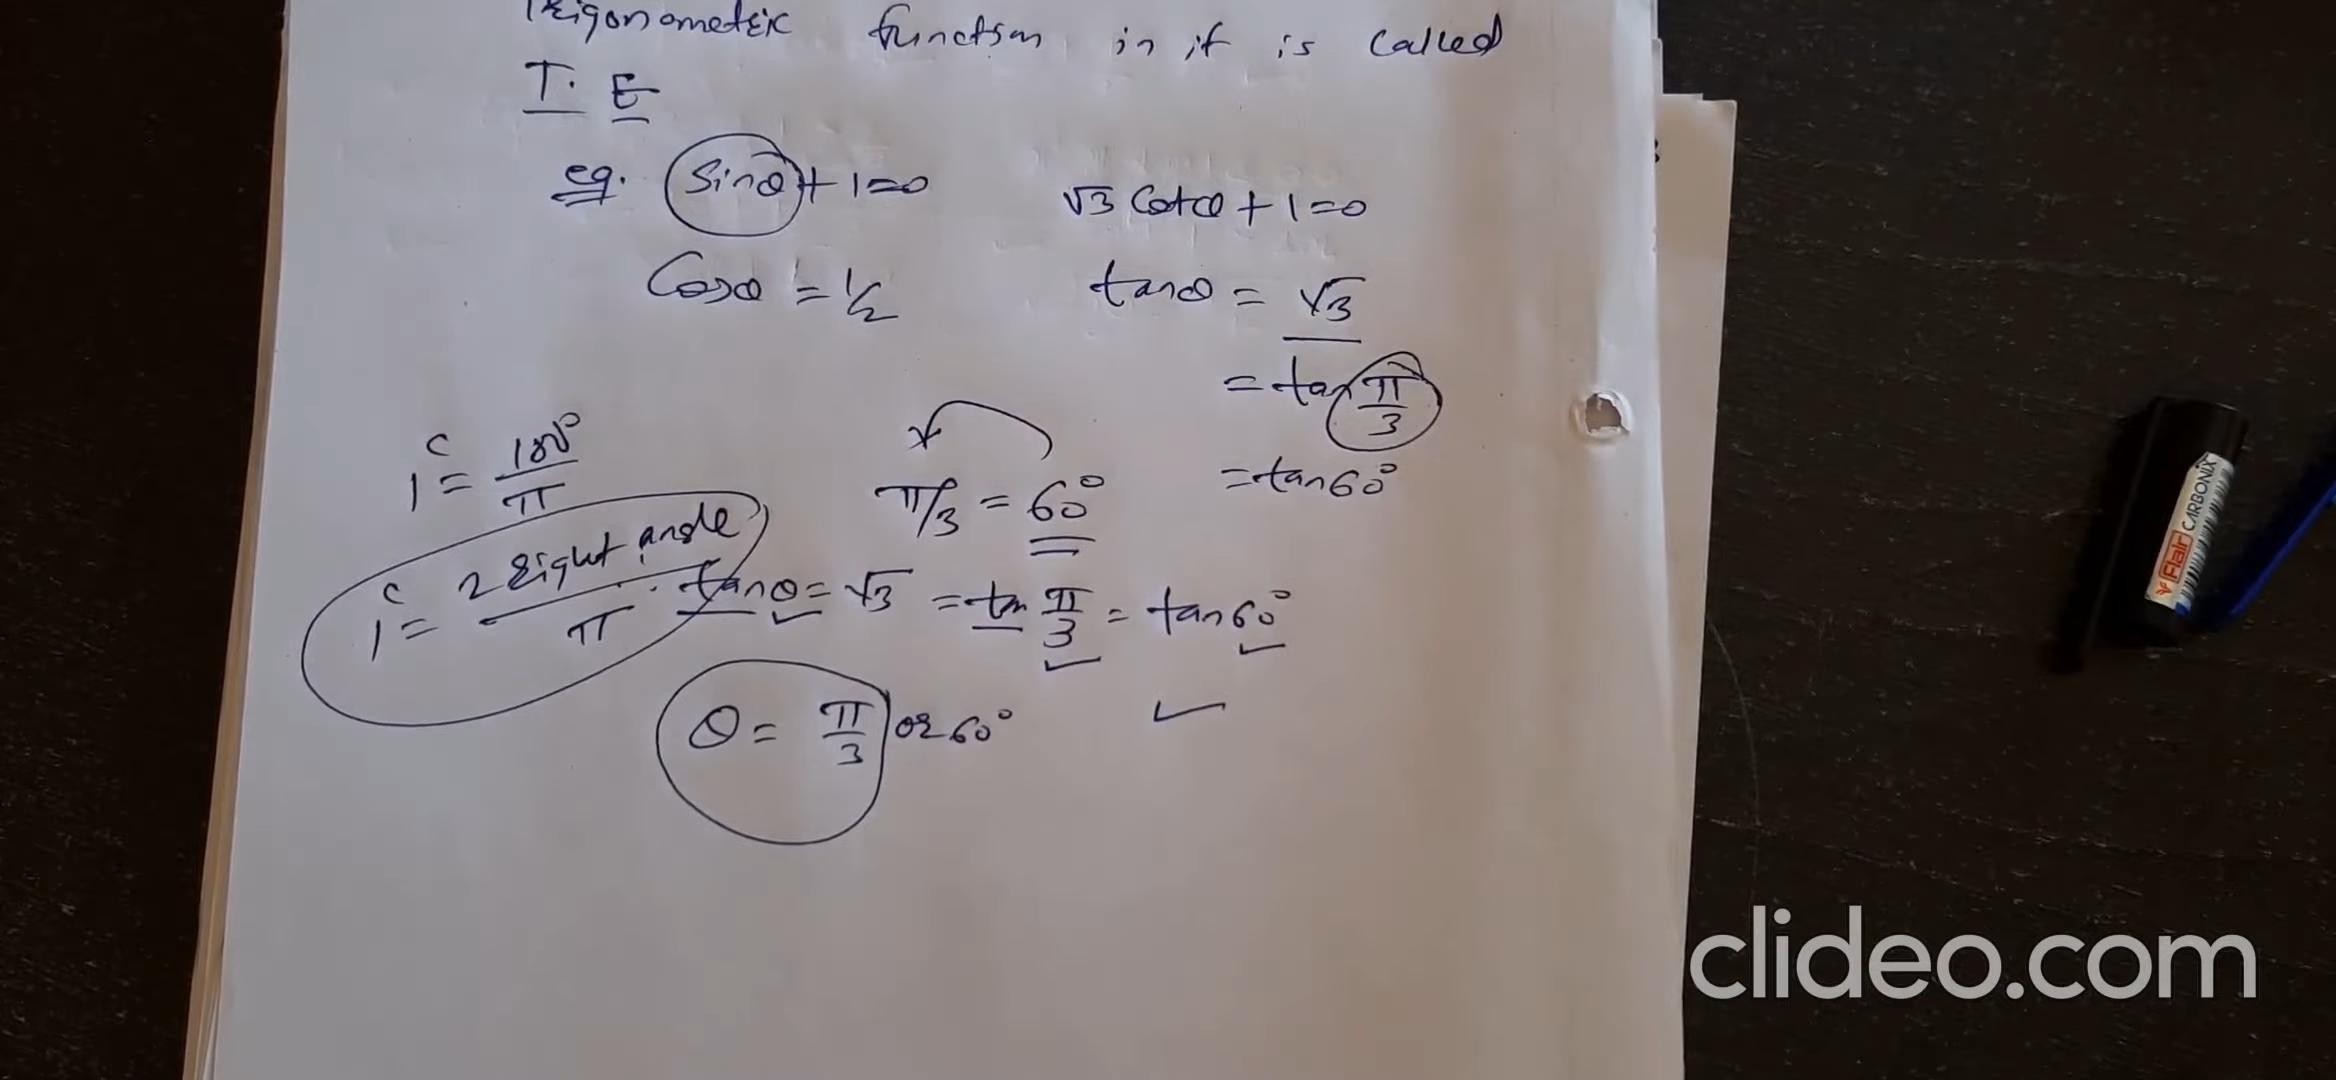 Trigonometric function in it is called
T. E
eg. sinθ + 1 = 0
√3 cotθ + 1 = 0
Cosθ = 1/2
tanθ = √3
= tan π/3
= tan 60°
1ᶜ = 180°/π
π/3 = 60°
1ᶜ = 2 right angle/π
tanθ = √3 = tan π/3 = tan 60°
θ = π/3 or 60°
Flair CARBONIX
clideo.com